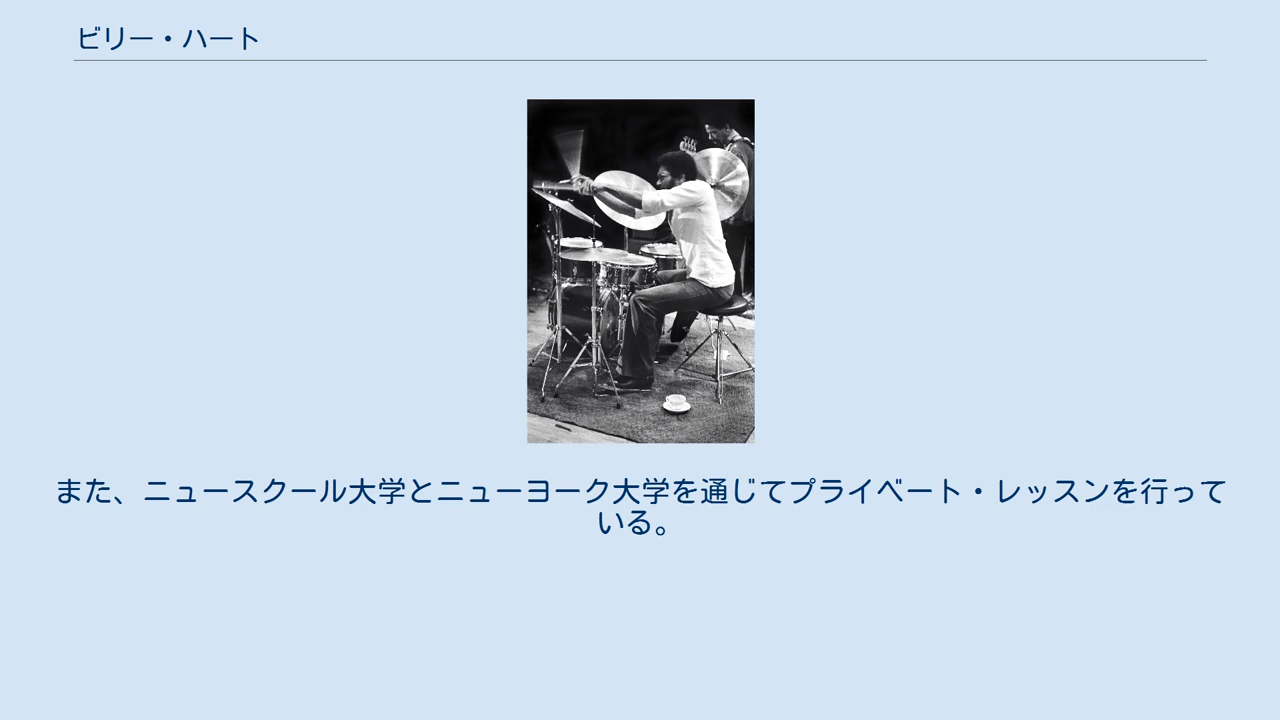 ビリー・ハート
また、ニュースクール大学とニューヨーク大学を通じてプライベート・レッスンを行って
いる。